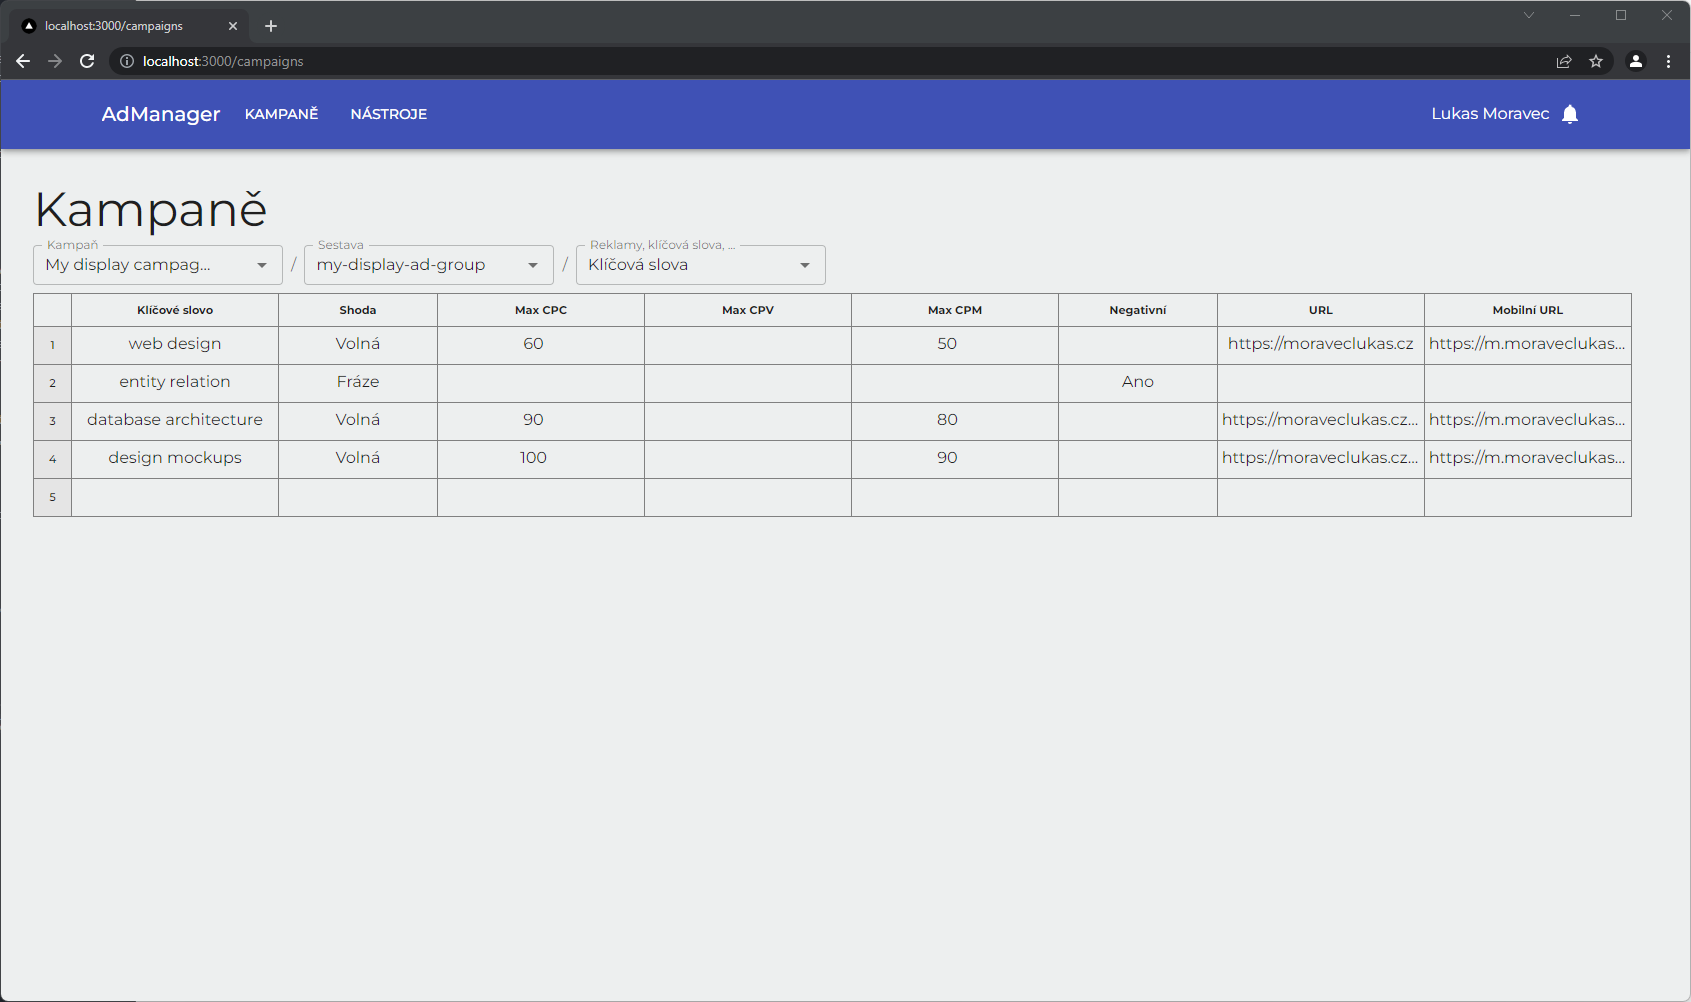 localhost:3000/campaigns
localhost:3000/campaigns
AdManager KAMPANĚ NÁSTROJE Lukas Moravec
Kampaně
Kampaň Sestava Reklamy, klíčová slova, ...
My display campag... / my-display-ad-group / Klíčová slova
Klíčové slovo Shoda Max CPC Max CPV Max CPM Negativní URL Mobilní URL
1 web design Volná 60 50 https://moraveclukas.cz https://m.moraveclukas...
2 entity relation Fráze Ano
3 database architecture Volná 90 80 https://moraveclukas.cz... https://m.moraveclukas...
4 design mockups Volná 100 90 https://moraveclukas.cz... https://m.moraveclukas...
5